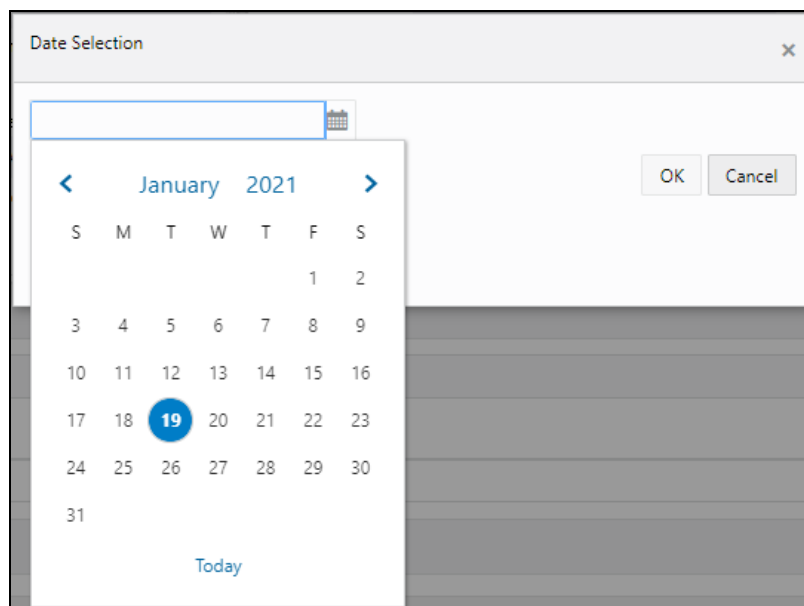 Date Selection
×
OK Cancel
January 2021
S M T W T F S
1 2
3 4 5 6 7 8 9
10 11 12 13 14 15 16
17 18 19 20 21 22 23
24 25 26 27 28 29 30
31
Today